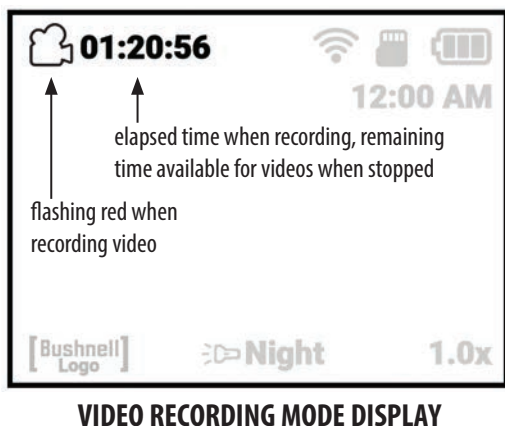 01:20:56
12:00 AM
elapsed time when recording, remaining
time available for videos when stopped
flashing red when
recording video
[Bushnell
Logo]
Night
1.0x
VIDEO RECORDING MODE DISPLAY